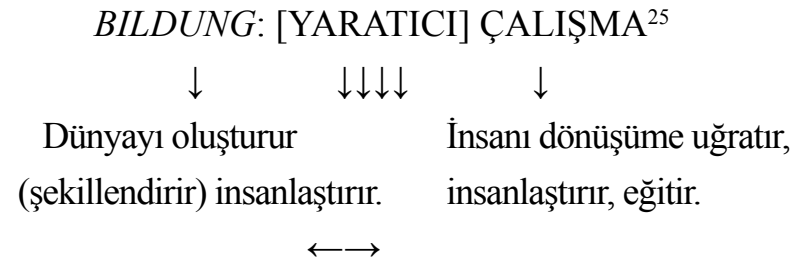 BILDUNG: [YARATICI] ÇALIŞMA²⁵
↓ ↓↓↓↓ ↓
Dünyayı oluşturur İnsanı dönüşüme uğratır,
(şekillendirir) insanlaştırır. insanlaştırır, eğitir.
←→